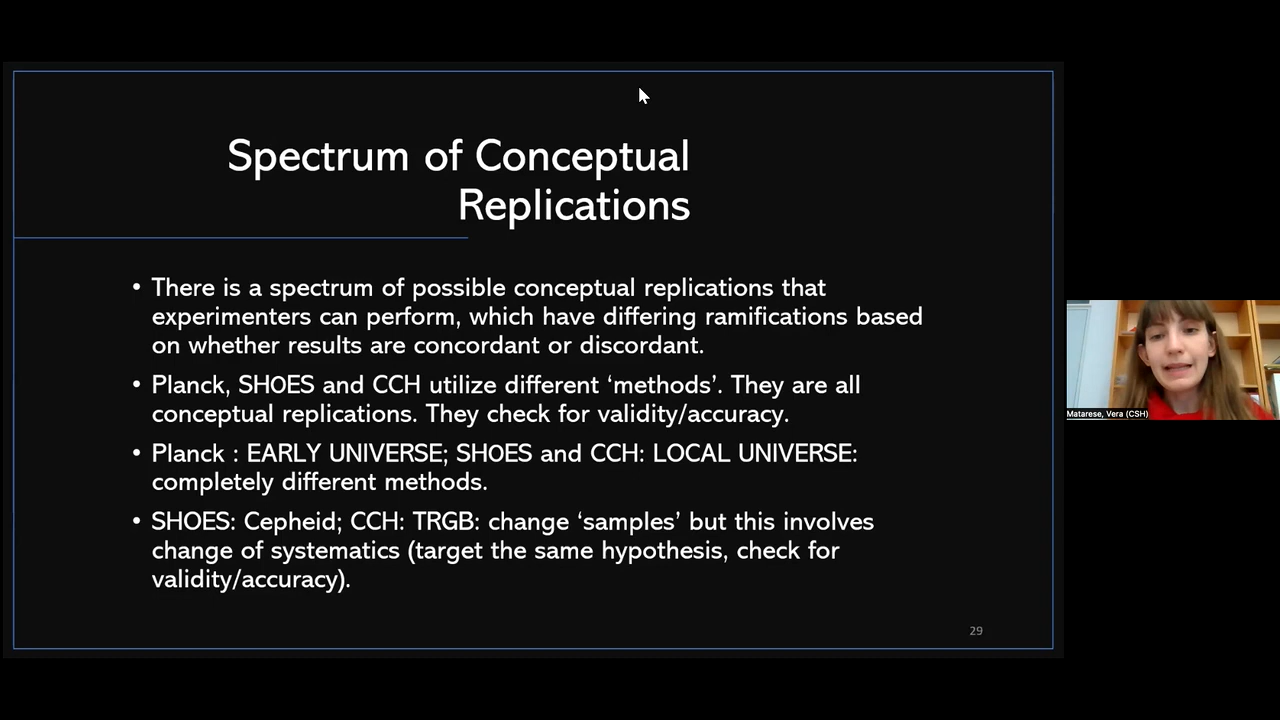 Spectrum of Conceptual
Replications
• There is a spectrum of possible conceptual replications that
experimenters can perform, which have differing ramifications based
on whether results are concordant or discordant.
• Planck, SHOES and CCH utilize different ‘methods’. They are all
conceptual replications. They check for validity/accuracy.
• Planck : EARLY UNIVERSE; SHOES and CCH: LOCAL UNIVERSE:
completely different methods.
• SHOES: Cepheid; CCH: TRGB: change ‘samples’ but this involves
change of systematics (target the same hypothesis, check for
validity/accuracy).
29
Matarese, Vera (CSH)